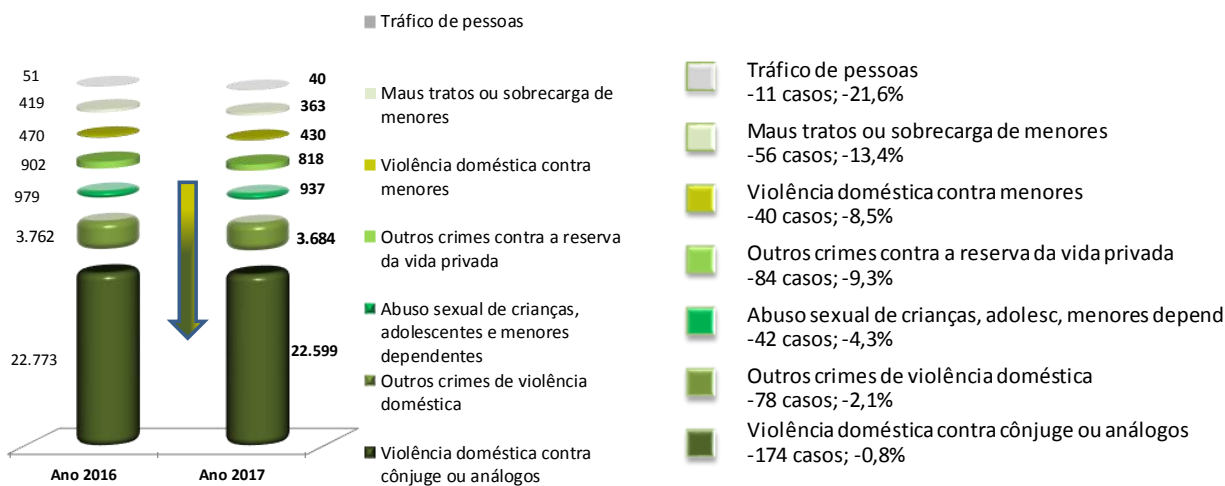 51
419
470
902
979
3.762
22.773
40
363
430
818
937
3.684
22.599
Ano 2016
Ano 2017
Tráfico de pessoas
Maus tratos ou sobrecarga de
menores
Violência doméstica contra
menores
Outros crimes contra a reserva
da vida privada
Abuso sexual de crianças,
adolescentes e menores
dependentes
Outros crimes de violência
doméstica
Violência doméstica contra
cônjuge ou análogos
Tráfico de pessoas
-11 casos; -21,6%
Maus tratos ou sobrecarga de menores
-56 casos; -13,4%
Violência doméstica contra menores
-40 casos; -8,5%
Outros crimes contra a reserva da vida privada
-84 casos; -9,3%
Abuso sexual de crianças, adolesc, menores depend
-42 casos; -4,3%
Outros crimes de violência doméstica
-78 casos; -2,1%
Violência doméstica contra cônjuge ou análogos
-174 casos; -0,8%